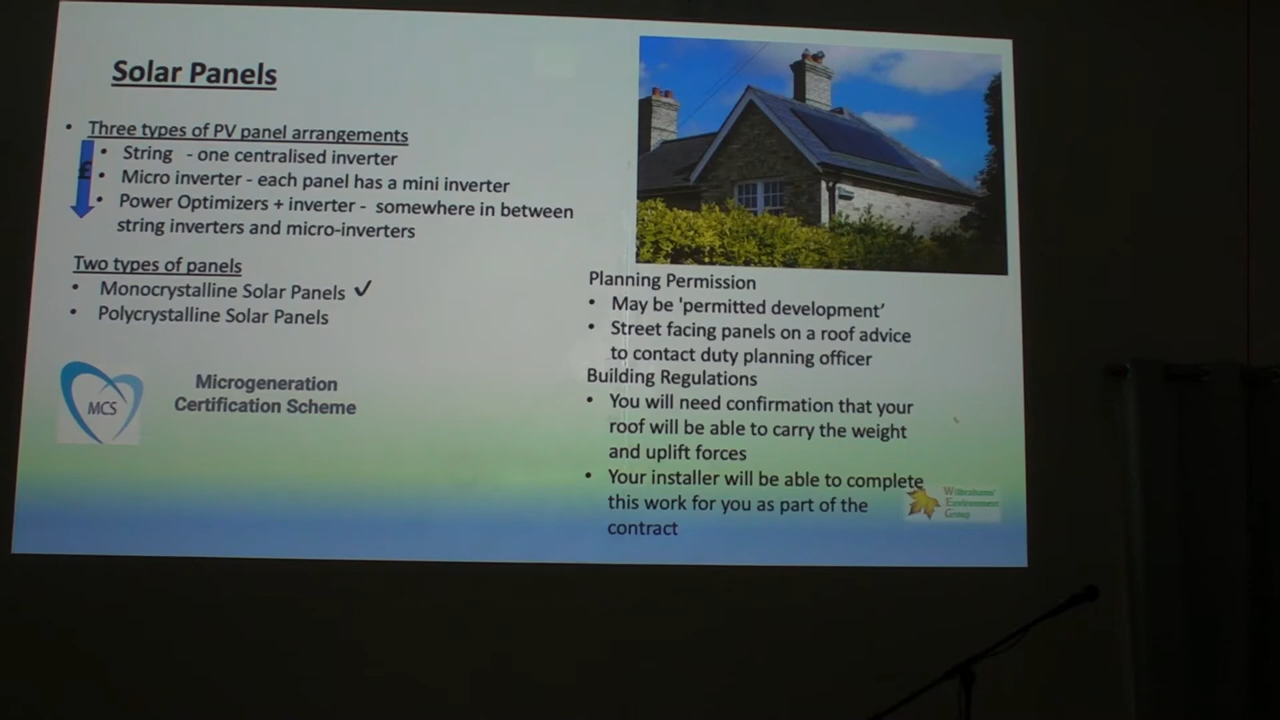 Solar Panels
• Three types of PV panel arrangements
• String - one centralised inverter
£
• Micro inverter - each panel has a mini inverter
• Power Optimizers + inverter - somewhere in between
string inverters and micro-inverters
Two types of panels
• Monocrystalline Solar Panels ✓
• Polycrystalline Solar Panels
MCS
Microgeneration
Certification Scheme
Planning Permission
• May be 'permitted development’
• Street facing panels on a roof advice
to contact duty planning officer
Building Regulations
• You will need confirmation that your
roof will be able to carry the weight
and uplift forces
• Your installer will be able to complete
this work for you as part of the
contract
Wilbrahams'
Environment
Group